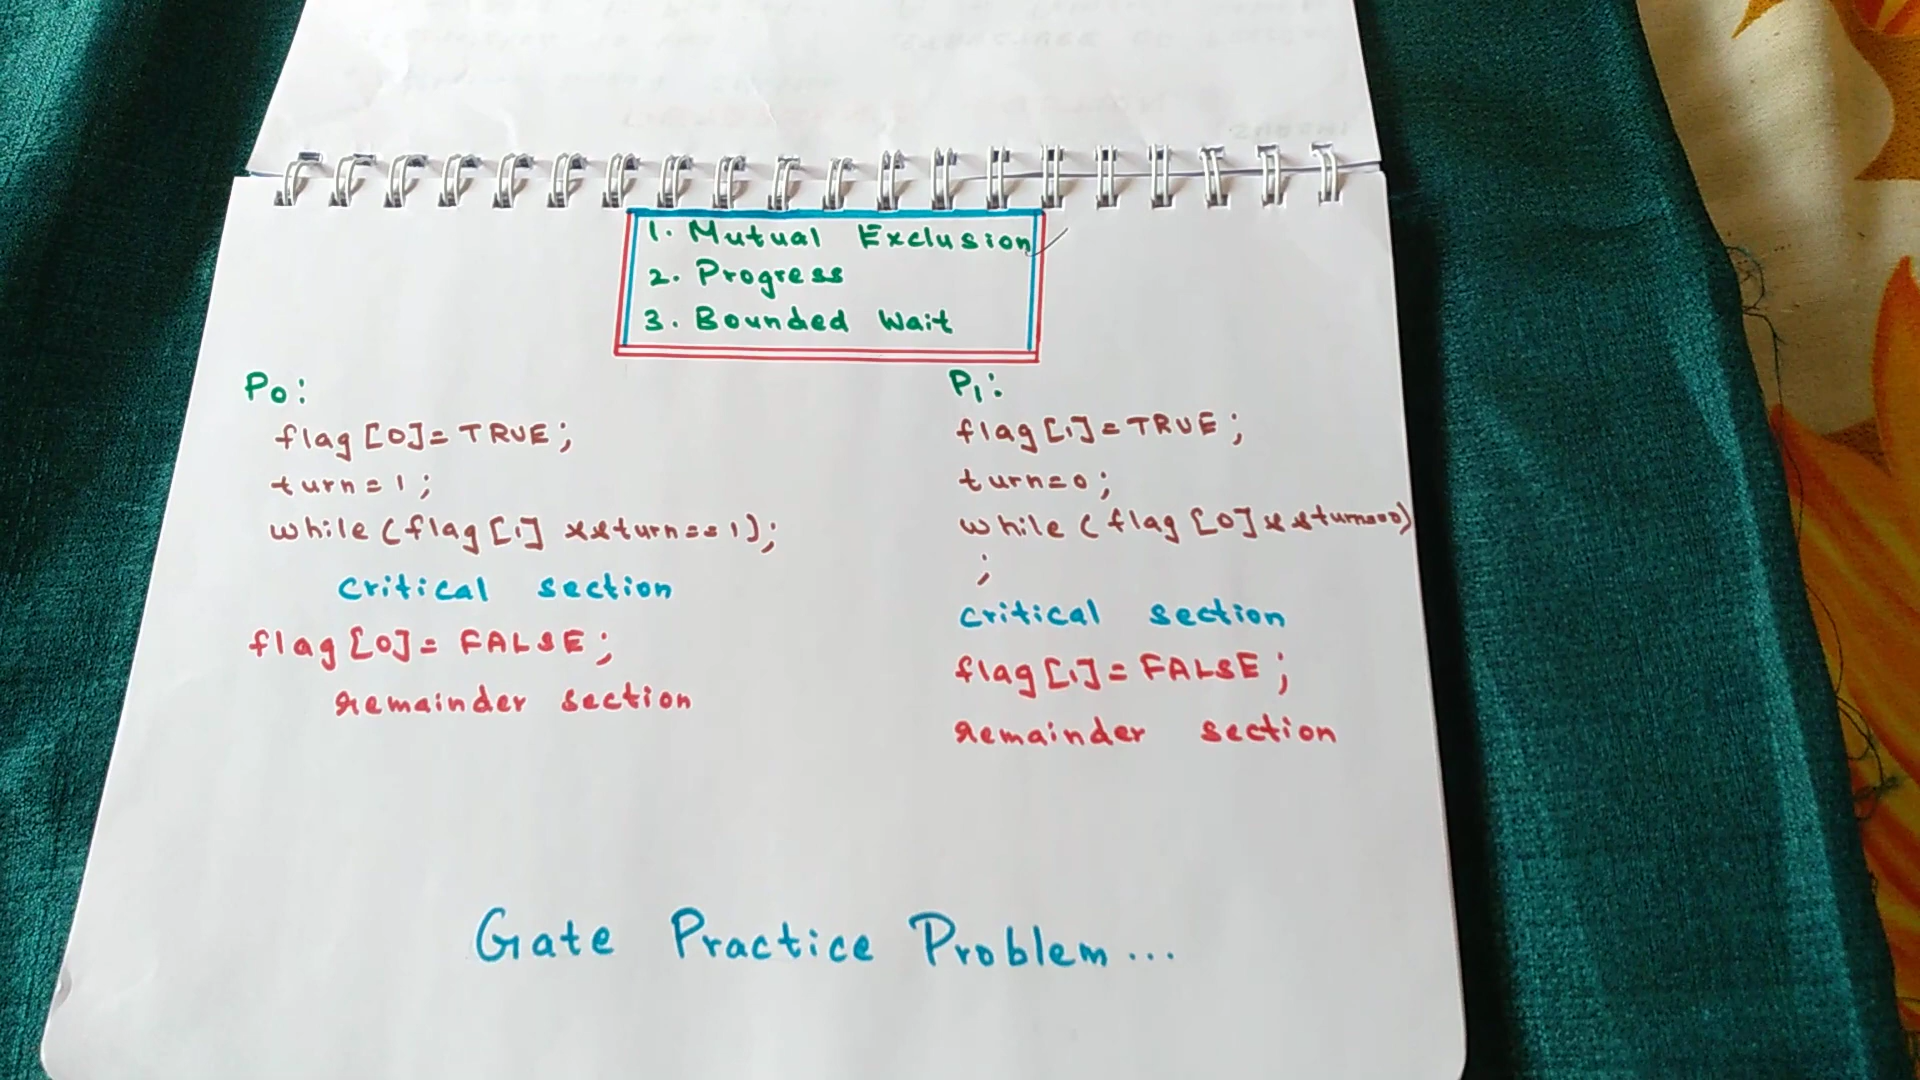 1. Mutual Exclusion
2. Progress
3. Bounded Wait
P0:
flag[0]=TRUE;
turn=1;
while(flag[1] &&turn==1);
critical section
flag[0]= FALSE;
remainder section
P1:
flag[1]=TRUE;
turn=0;
while(flag[0]&&turn==0)
;
critical section
flag[1]=FALSE;
remainder section
Gate Practice Problem...